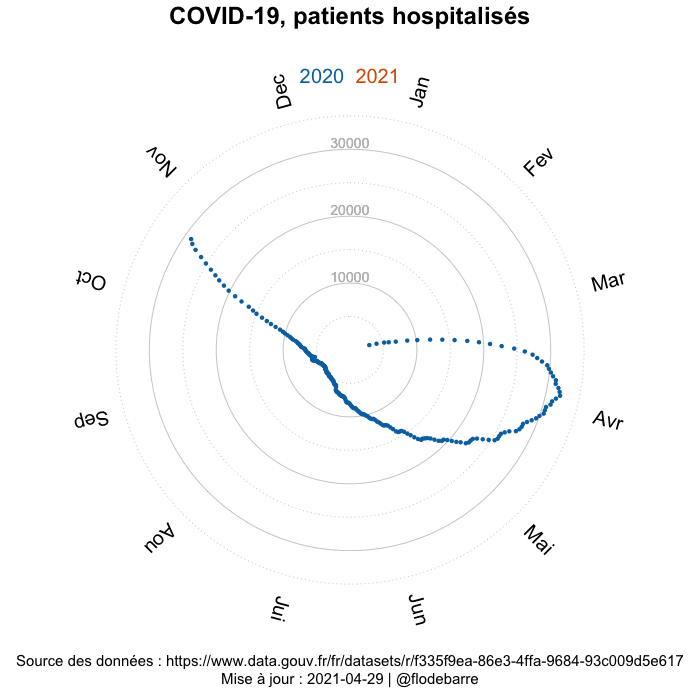 COVID-19, patients hospitalisés
2020 2021
Jan
Fev
Mar
Avr
Mai
Jun
Jui
Aou
Sep
Oct
Nov
Dec
30000
20000
10000
Source des données : https://www.data.gouv.fr/fr/datasets/r/f335f9ea-86e3-4ffa-9684-93c009d5e617
Mise à jour : 2021-04-29 | @flodebarre